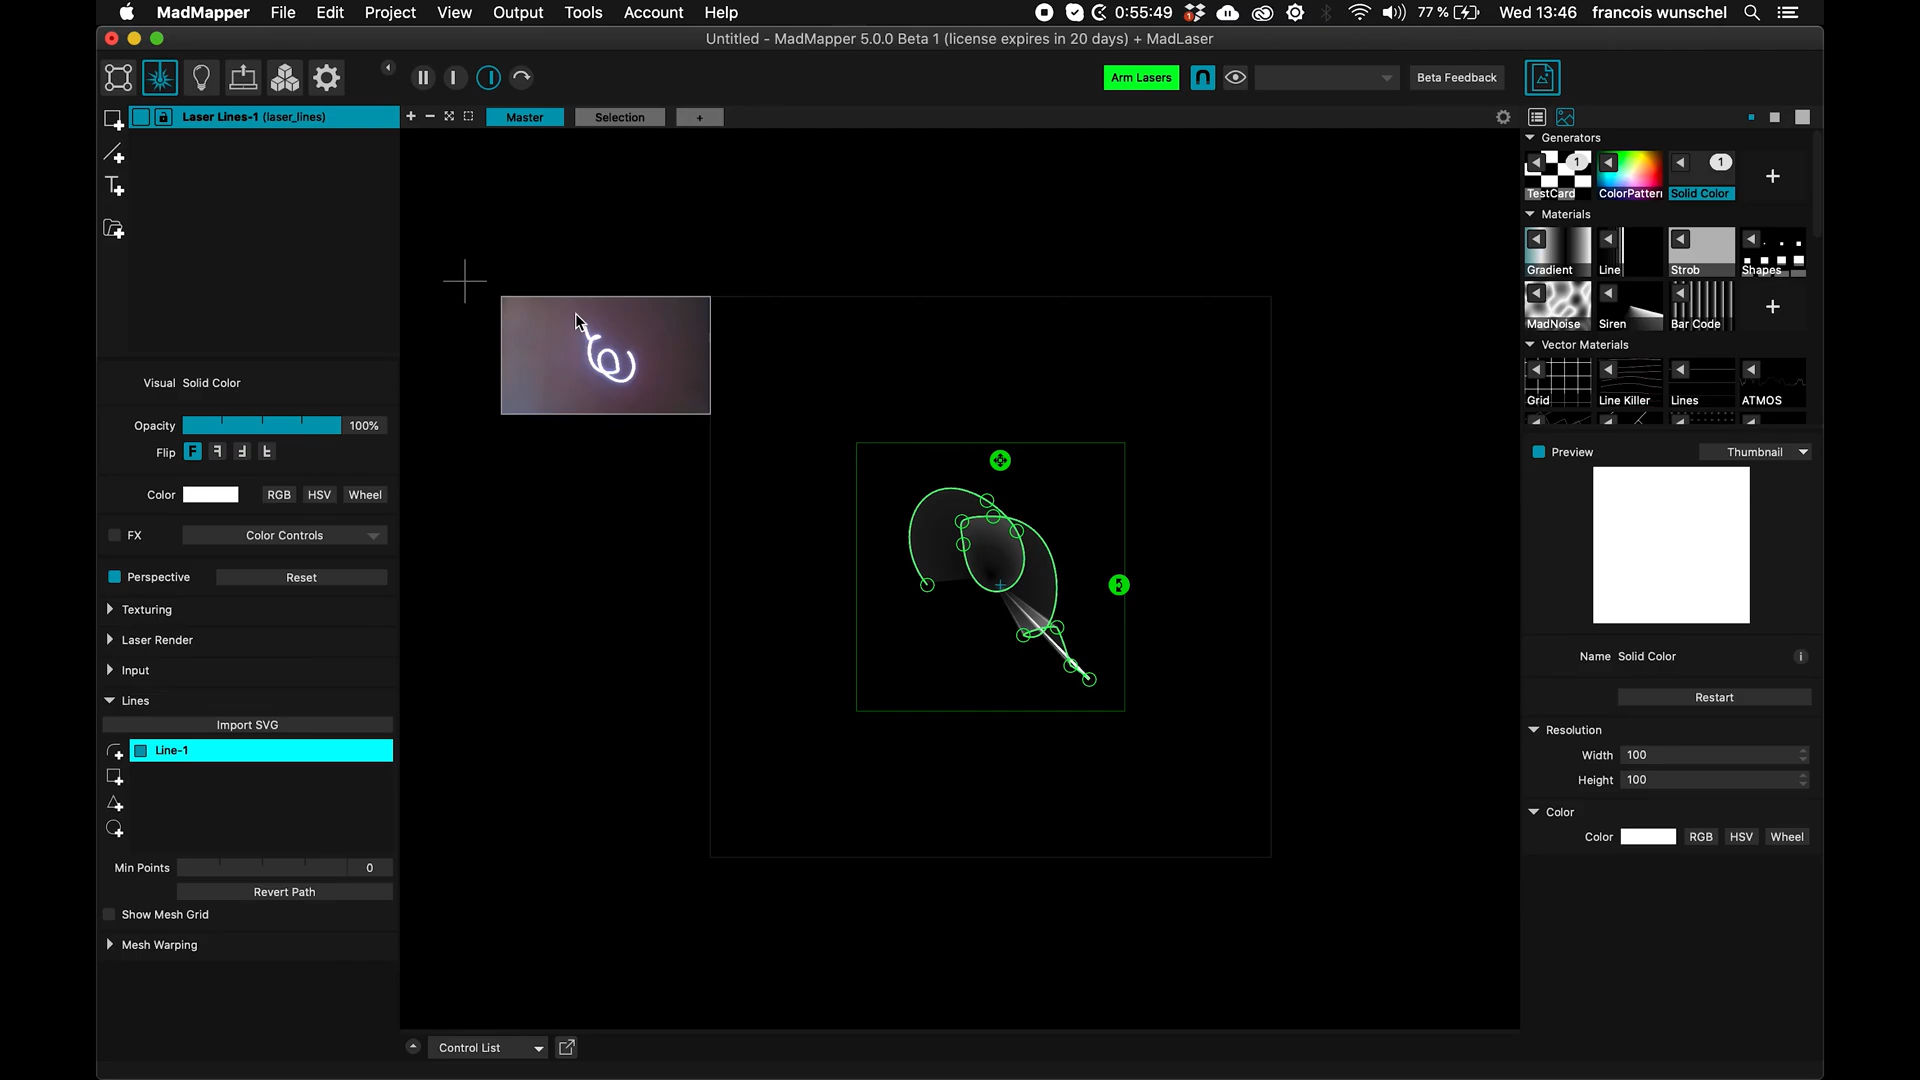 MadMapper File Edit Project View Output Tools Account Help 0:55:49 1 77 % Wed 13:46 francois wunschel
Untitled - MadMapper 5.0.0 Beta 1 (license expires in 20 days) + MadLaser
Arm Lasers Beta Feedback
Laser Lines-1 (laser_lines)
Master Selection +
Generators
1 1
TestCard ColorPattern Solid Color
Materials
Gradient Line Strob Shapes
MadNoise Siren Bar Code
Vector Materials
Grid Line Killer Lines ATMOS
Visual Solid Color
Opacity 100%
Flip F
Color RGB HSV Wheel
FX Color Controls
Perspective Reset
Texturing
Laser Render
Input
Lines
Import SVG
Line-1
Min Points 0
Revert Path
Show Mesh Grid
Mesh Warping
Preview Thumbnail
Name Solid Color i
Restart
Resolution
Width 100
Height 100
Color
Color RGB HSV Wheel
Control List